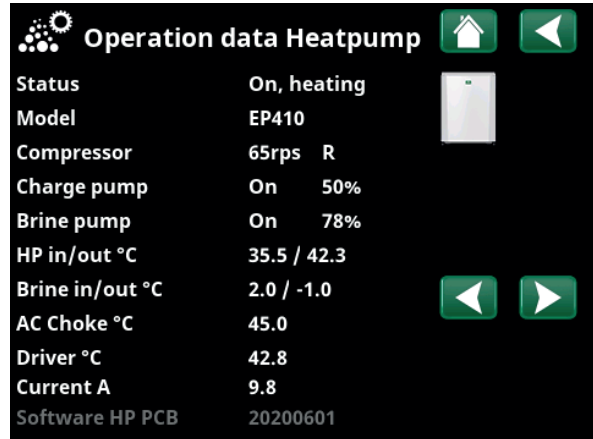 Operation data Heatpump
Status On, heating
Model EP410
Compressor 65rps R
Charge pump On 50%
Brine pump On 78%
HP in/out °C 35.5 / 42.3
Brine in/out °C 2.0 / -1.0
AC Choke °C 45.0
Driver °C 42.8
Current A 9.8
Software HP PCB 20200601